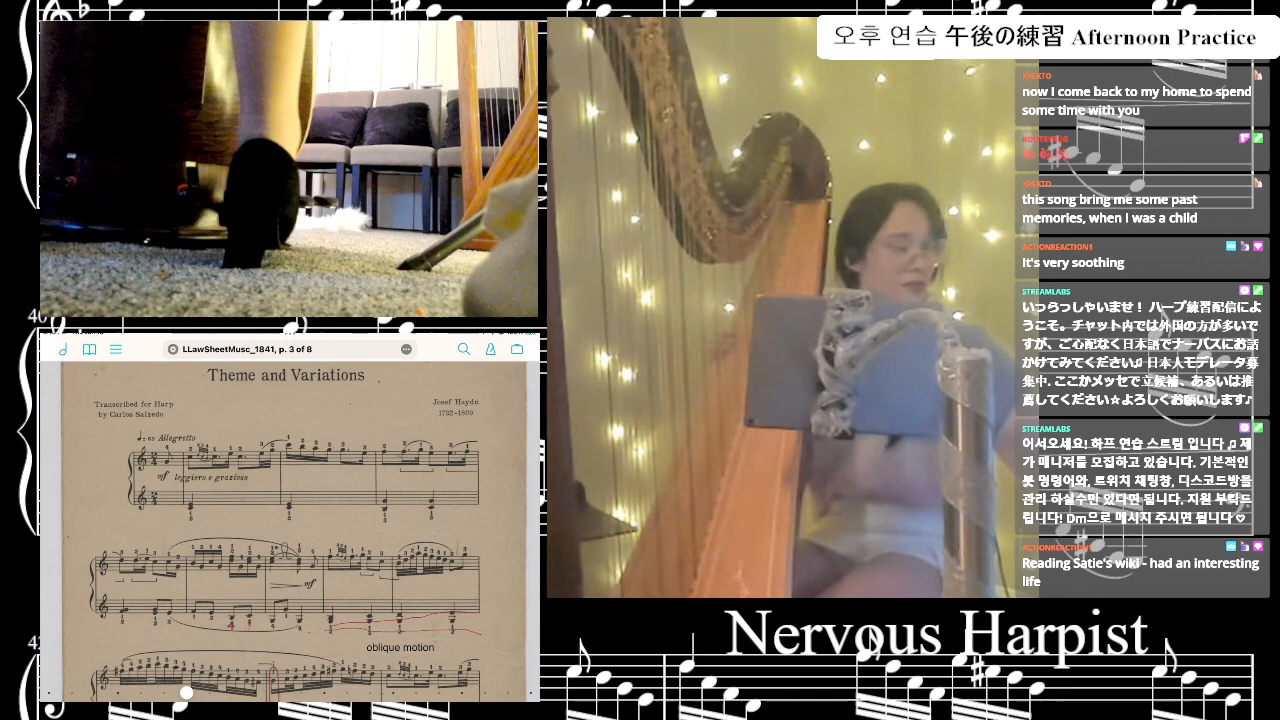 오후 연습 午後の練習 Afternoon Practice
KREKTO
now I come back to my home to spend
some time with you
KREKTO
this song bring me some past
memories, when I was a child
ACTIONREACTION1
It's very soothing
STREAMLABS
いらっしゃいませ！ ハープ練習配信によ
うこそ。チャット内では外国の方が多いで
すが、ご心配なく日本語でナーバスにお話
かけてみてください♫ 日本人モデレータ募
集中. ここかメッセで立候補、あるいは推
薦してください☆よろしくお願いします♪
STREAMLABS
어서오세요! 하프 연습 스트림 입니다 ♫ 제
가 매니저를 모집하고 있습니다. 기본적인
봇 명령어와, 트위치 채팅창, 디스코드방을
관리 하실수만 있다면 됩니다. 지원 부탁드
립니다! Dm으로 메시지 주시면 됩니다 ♡
ACTIONREACTION1
Reading Satie's wiki - had an interesting
life
LLawSheetMusc_1841, p. 3 of 8
Theme and Variations
Transcribed for Harp
by Carlos Salzedo
Josef Haydn
1732-1809
♩= 60 Allegretto
mf leggiero e grazioso
mf
oblique motion
Nervous Harpist
40
42